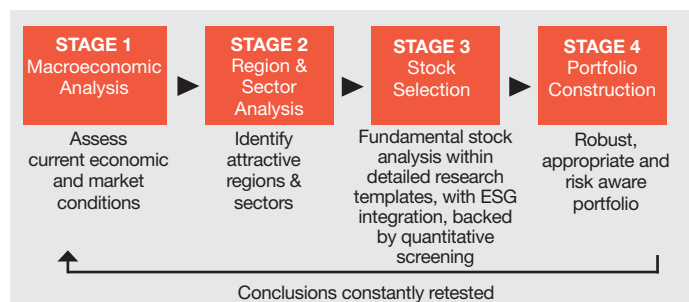 STAGE 1
Macroeconomic
Analysis
Assess
current economic
and market
conditions
STAGE 2
Region &
Sector
Analysis
Identify
attractive
regions &
sectors
STAGE 3
Stock
Selection
Fundamental stock
analysis within
detailed research
templates, with ESG
integration, backed
by quantitative
screening
STAGE 4
Portfolio
Construction
Robust,
appropriate and
risk aware
portfolio
Conclusions constantly retested